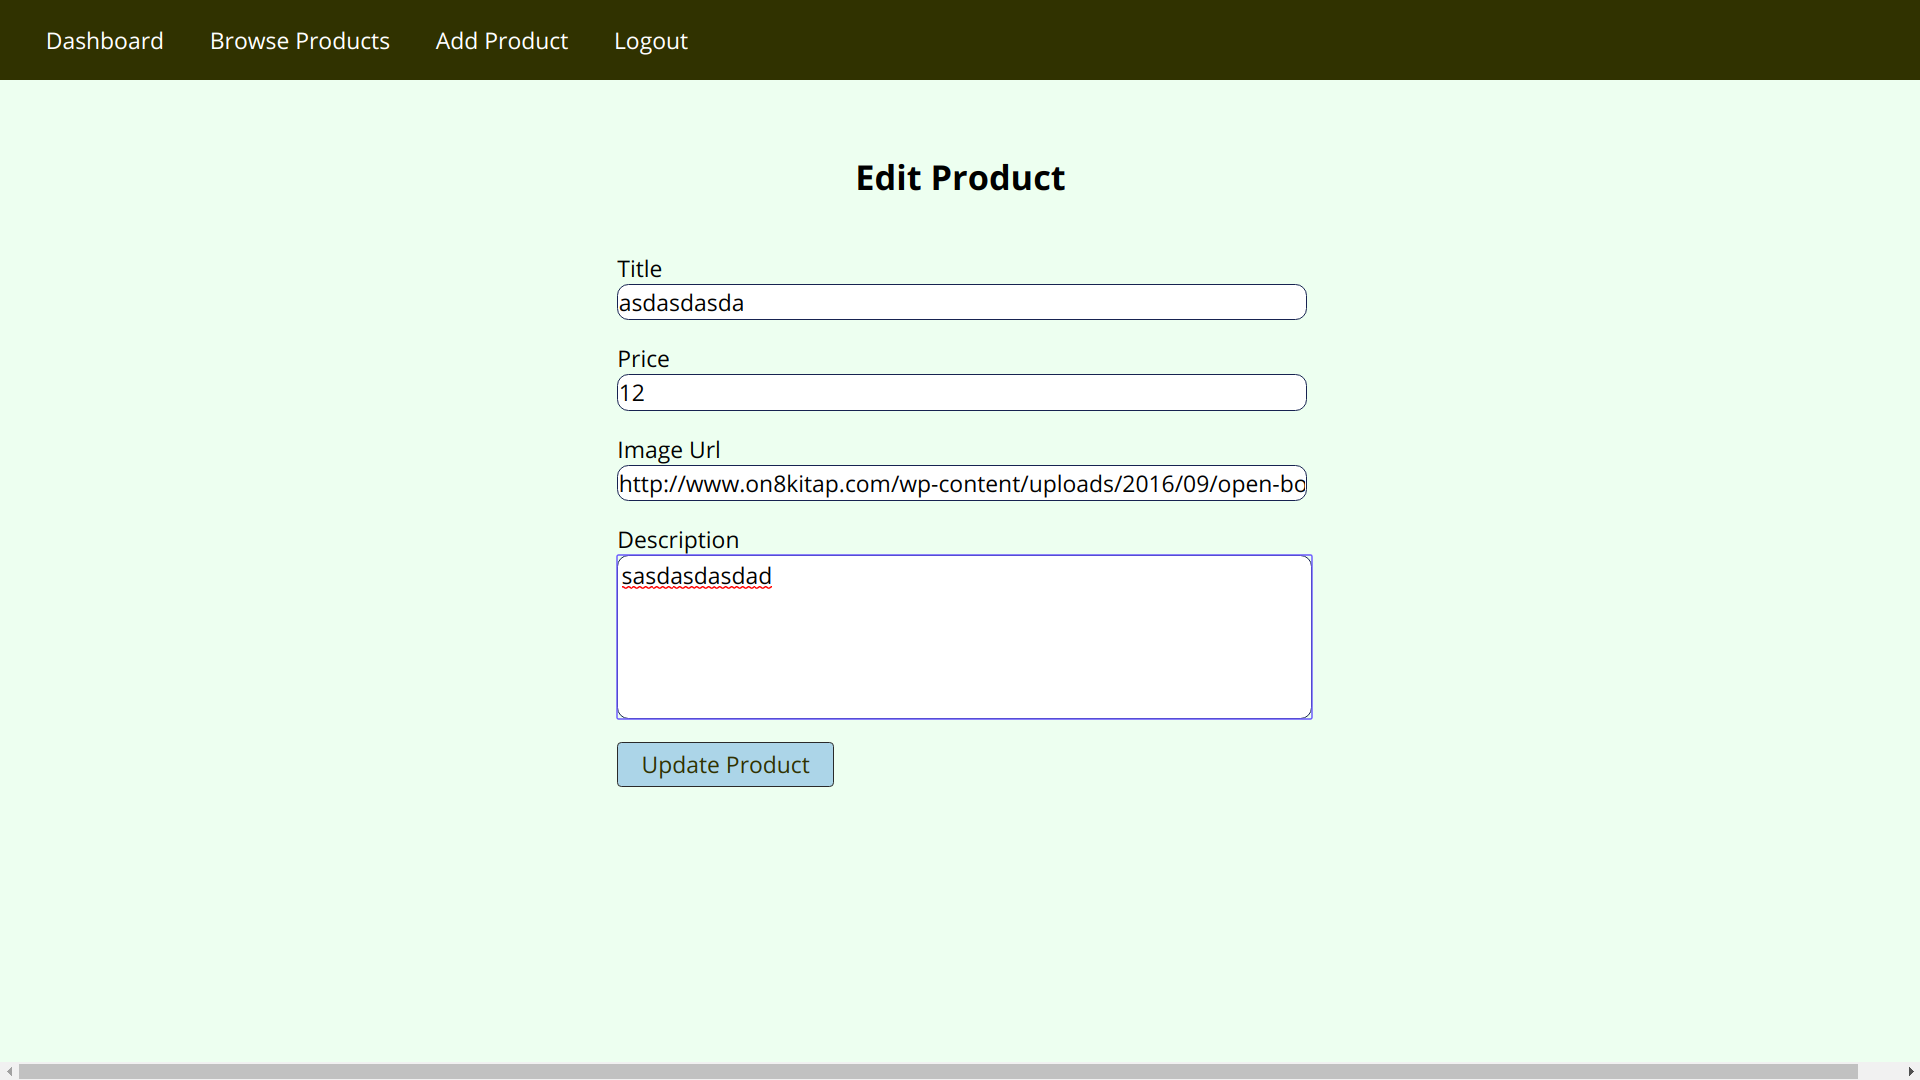 Dashboard Browse Products Add Product Logout
Edit Product
Title
asdasdasda
Price
12
Image Url
http://www.on8kitap.com/wp-content/uploads/2016/09/open-bo
Description
sasdasdasdad
Update Product